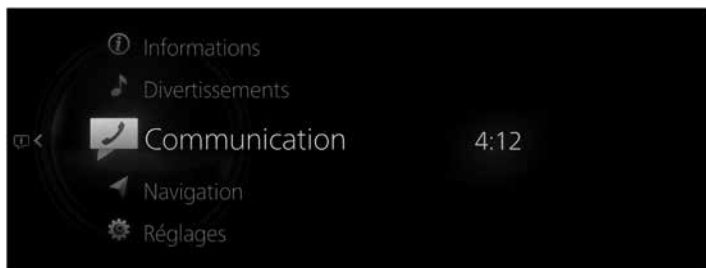 Informations
Divertissements
Communication
4:12
Navigation
Réglages